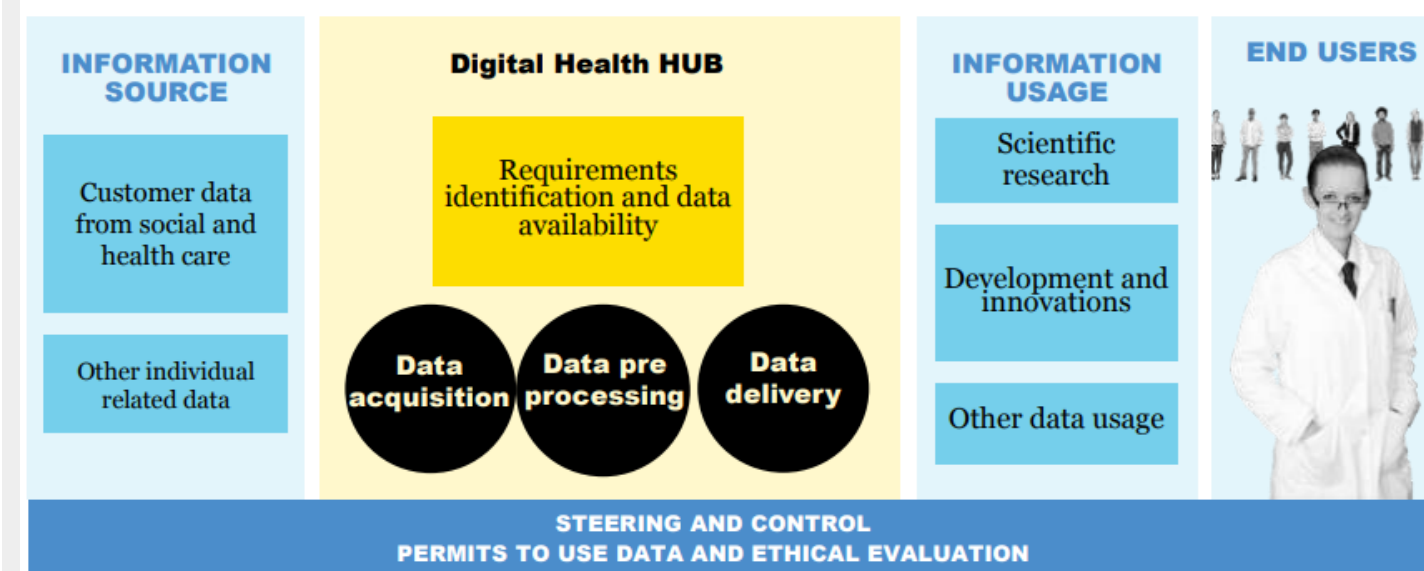 INFORMATION
SOURCE
Customer data
from social and
health care
Other individual
related data
Digital Health HUB
Requirements
identification and data
availability
Data
acquisition
Data pre
processing
Data
delivery
INFORMATION
USAGE
Scientific
research
Development and
innovations
Other data usage
END USERS
STEERING AND CONTROL
PERMITS TO USE DATA AND ETHICAL EVALUATION